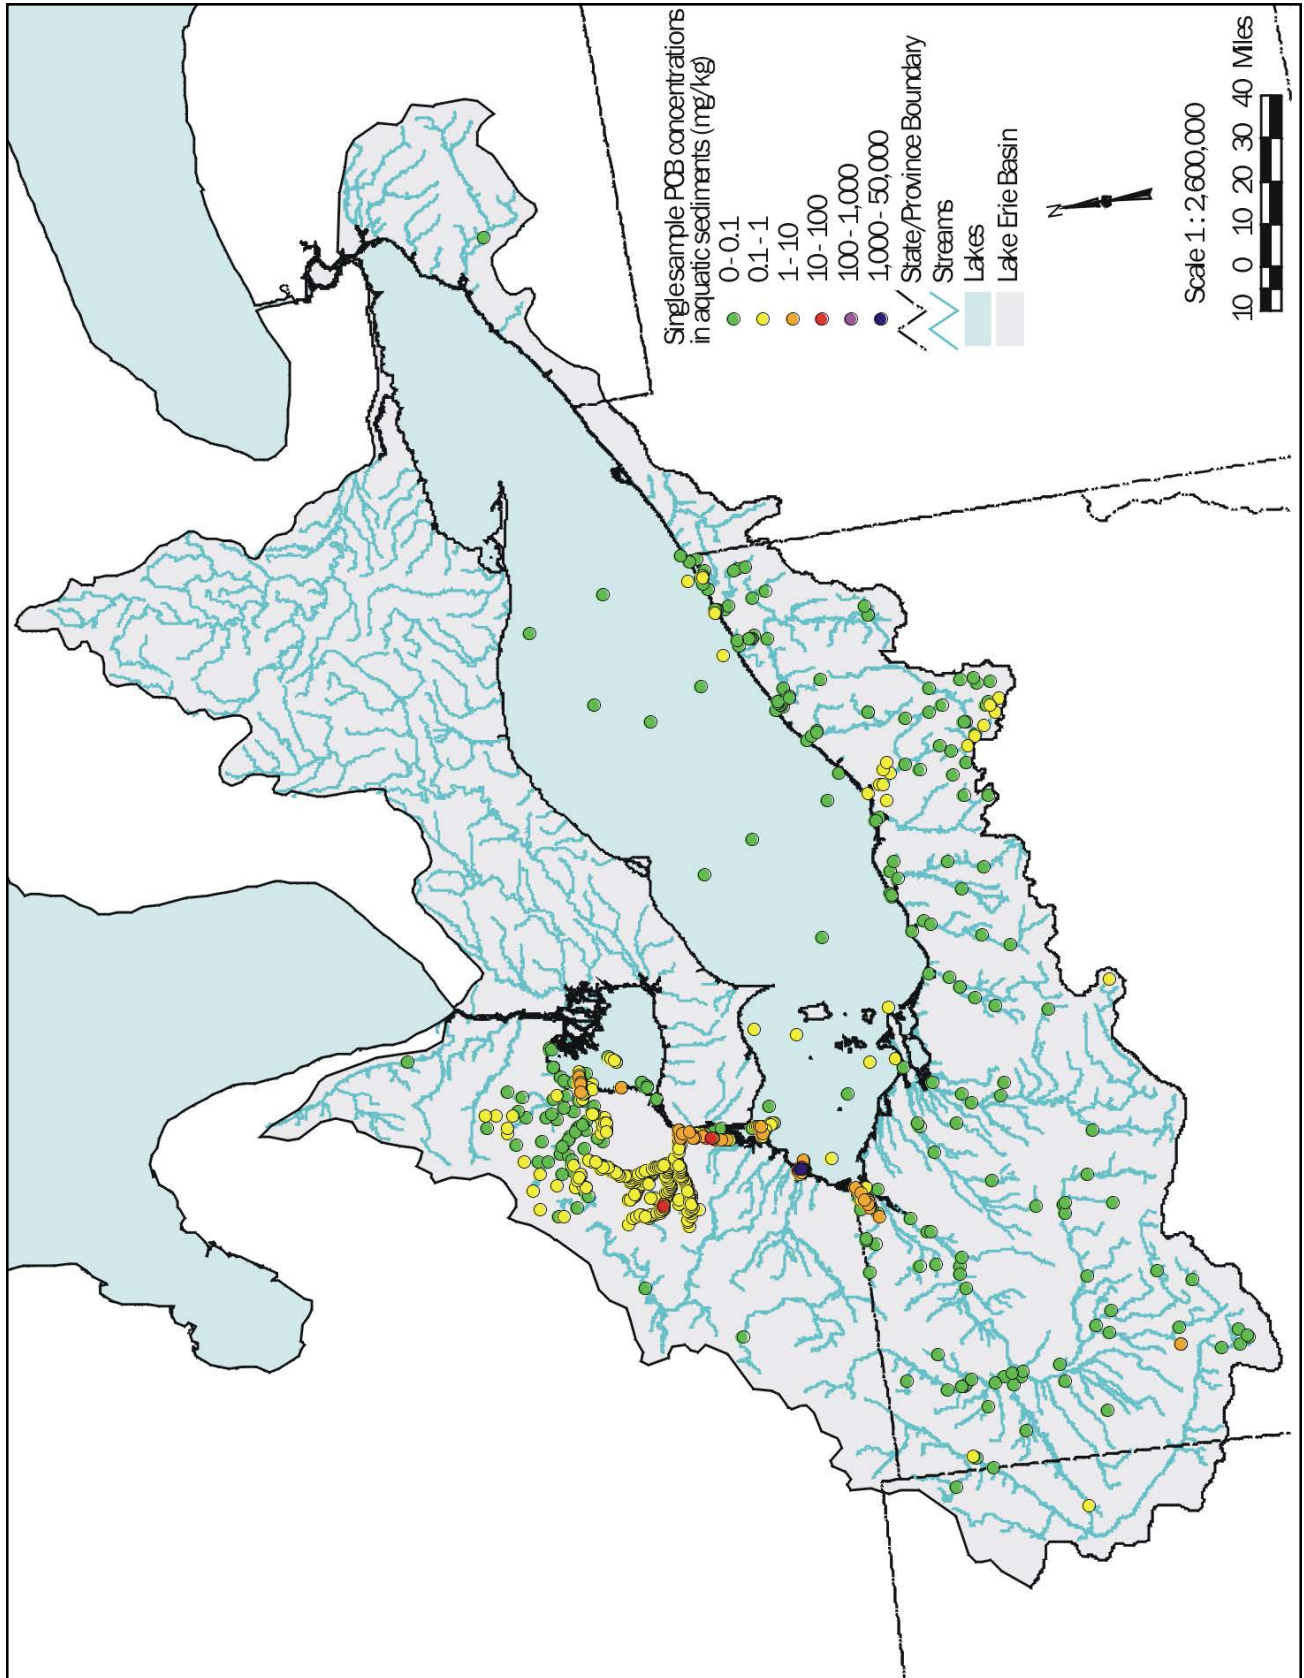 Single sample PCB concentrations
in aquatic sediments (mg/kg)
0 - 0.1
0.1 - 1
1 - 10
10 - 100
100 - 1,000
1,000 - 50,000
State/Province Boundary
Streams
Lakes
Lake Erie Basin
N
Scale 1 : 2,600,000
10 0 10 20 30 40 Miles